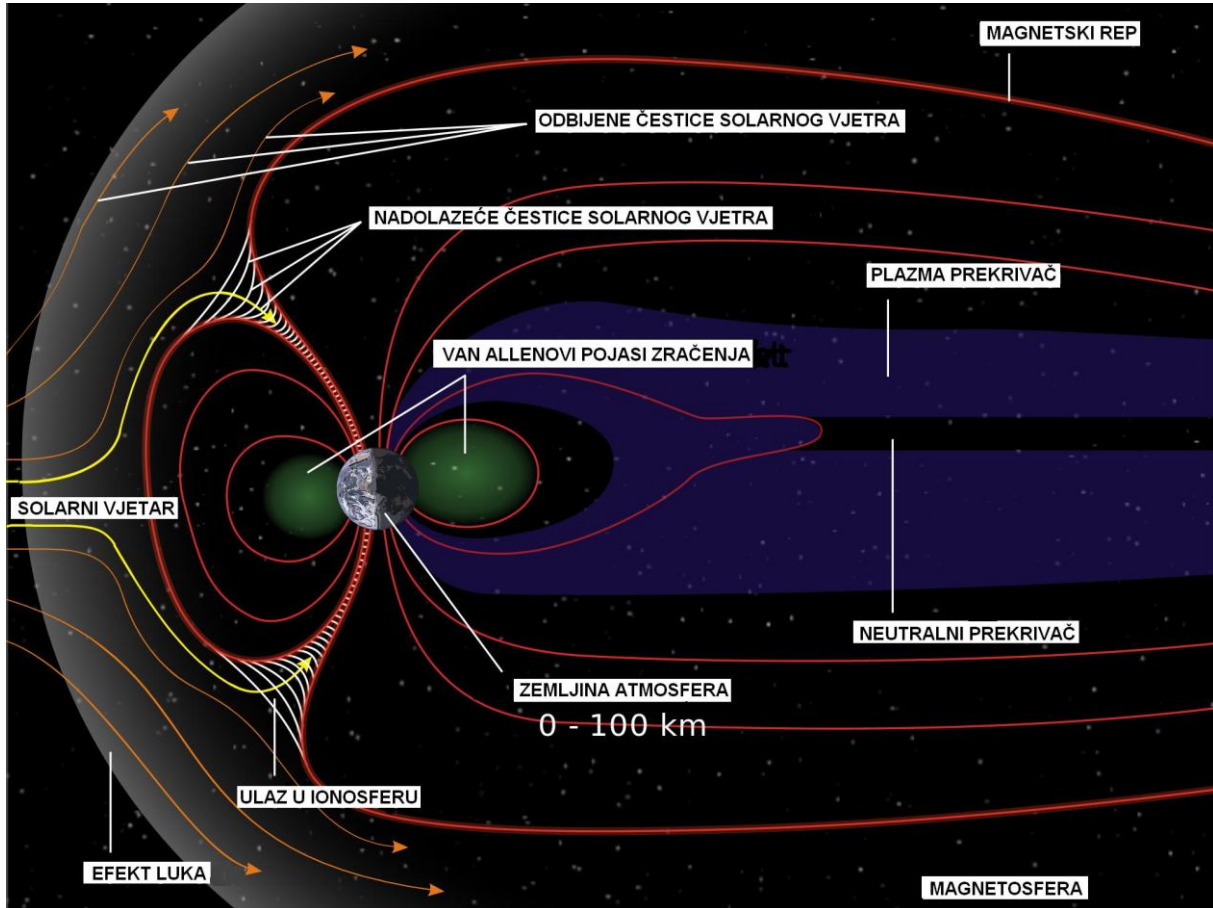 MAGNETSKI REP
ODBIJENE ČESTICE SOLARNOG VJETRA
NADOLAZEĆE ČESTICE SOLARNOG VJETRA
PLAZMA PREKRIVAČ
VAN ALLENOVI POJASI ZRAČENJA
SOLARNI VJETAR
NEUTRALNI PREKRIVAČ
ZEMLJINA ATMOSFERA
0 - 100 km
ULAZ U IONOSFERU
EFEKT LUKA
MAGNETOSFERA